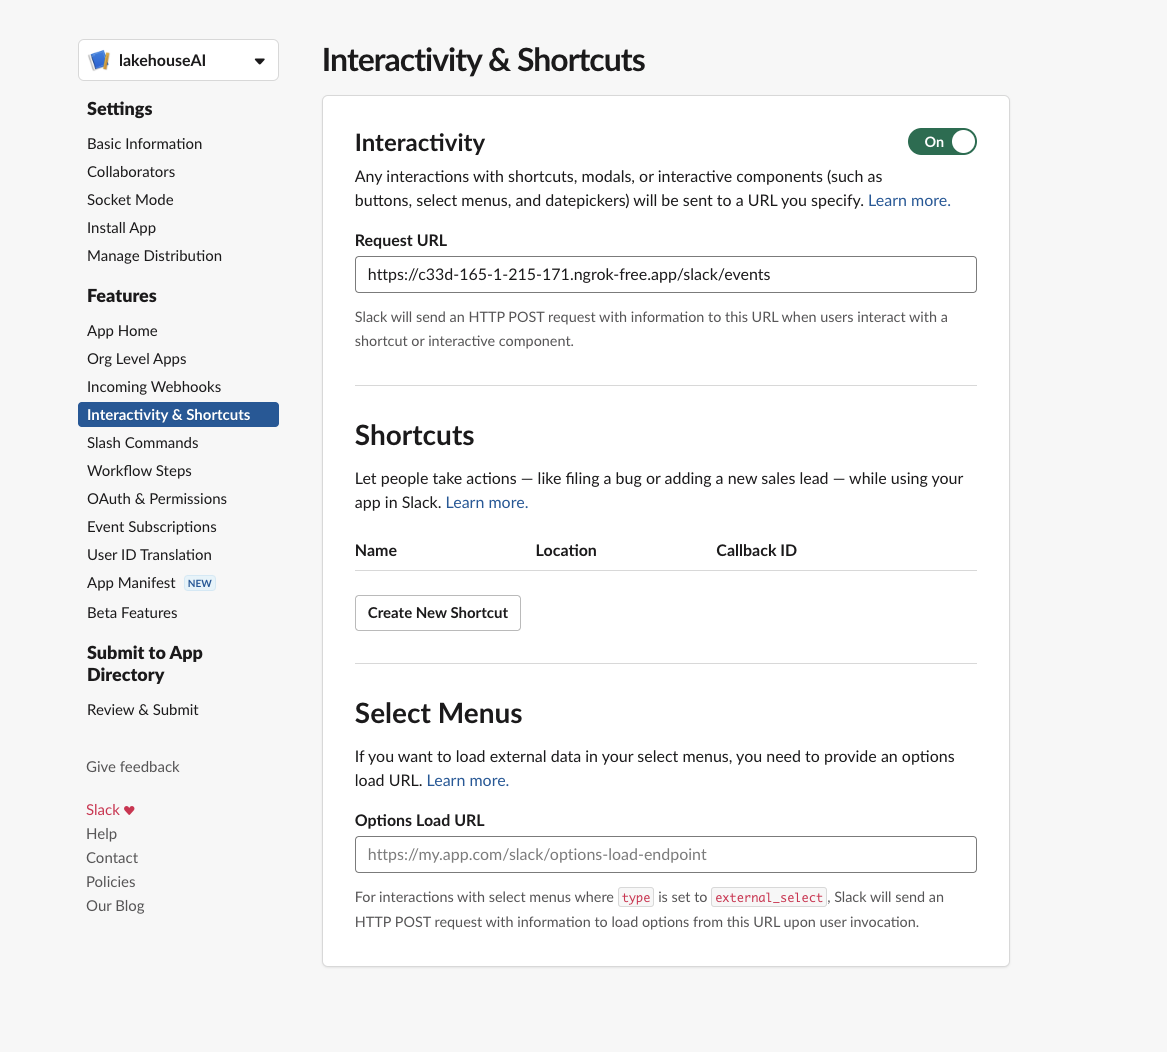 lakehouseAI
Settings
Basic Information
Collaborators
Socket Mode
Install App
Manage Distribution
Features
App Home
Org Level Apps
Incoming Webhooks
Interactivity & Shortcuts
Slash Commands
Workflow Steps
OAuth & Permissions
Event Subscriptions
User ID Translation
App Manifest NEW
Beta Features
Submit to App
Directory
Review & Submit
Give feedback
Slack ♥
Help
Contact
Policies
Our Blog
Interactivity & Shortcuts
Interactivity
On
Any interactions with shortcuts, modals, or interactive components (such as
buttons, select menus, and datepickers) will be sent to a URL you specify. Learn more.
Request URL
https://c33d-165-1-215-171.ngrok-free.app/slack/events
Slack will send an HTTP POST request with information to this URL when users interact with a
shortcut or interactive component.
Shortcuts
Let people take actions — like filing a bug or adding a new sales lead — while using your
app in Slack. Learn more.
Name Location Callback ID
Create New Shortcut
Select Menus
If you want to load external data in your select menus, you need to provide an options
load URL. Learn more.
Options Load URL
https://my.app.com/slack/options-load-endpoint
For interactions with select menus where type is set to external_select, Slack will send an
HTTP POST request with information to load options from this URL upon user invocation.